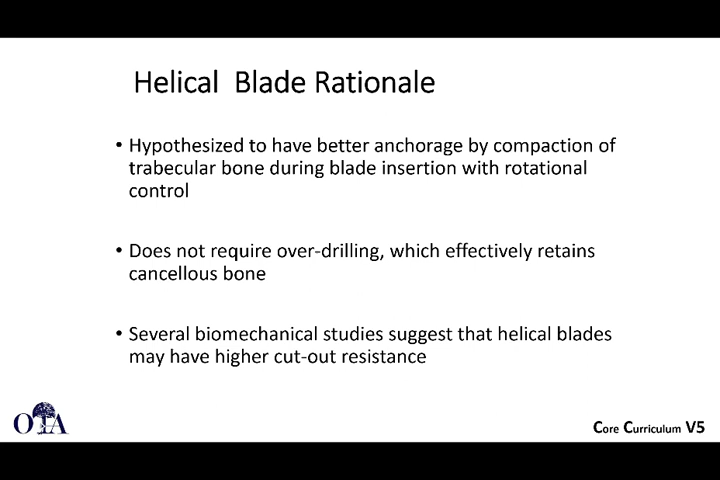 Helical  Blade Rationale
• Hypothesized to have better anchorage by compaction of
trabecular bone during blade insertion with rotational
control
• Does not require over-drilling, which effectively retains
cancellous bone
• Several biomechanical studies suggest that helical blades
may have higher cut-out resistance
OTA
Core Curriculum V5